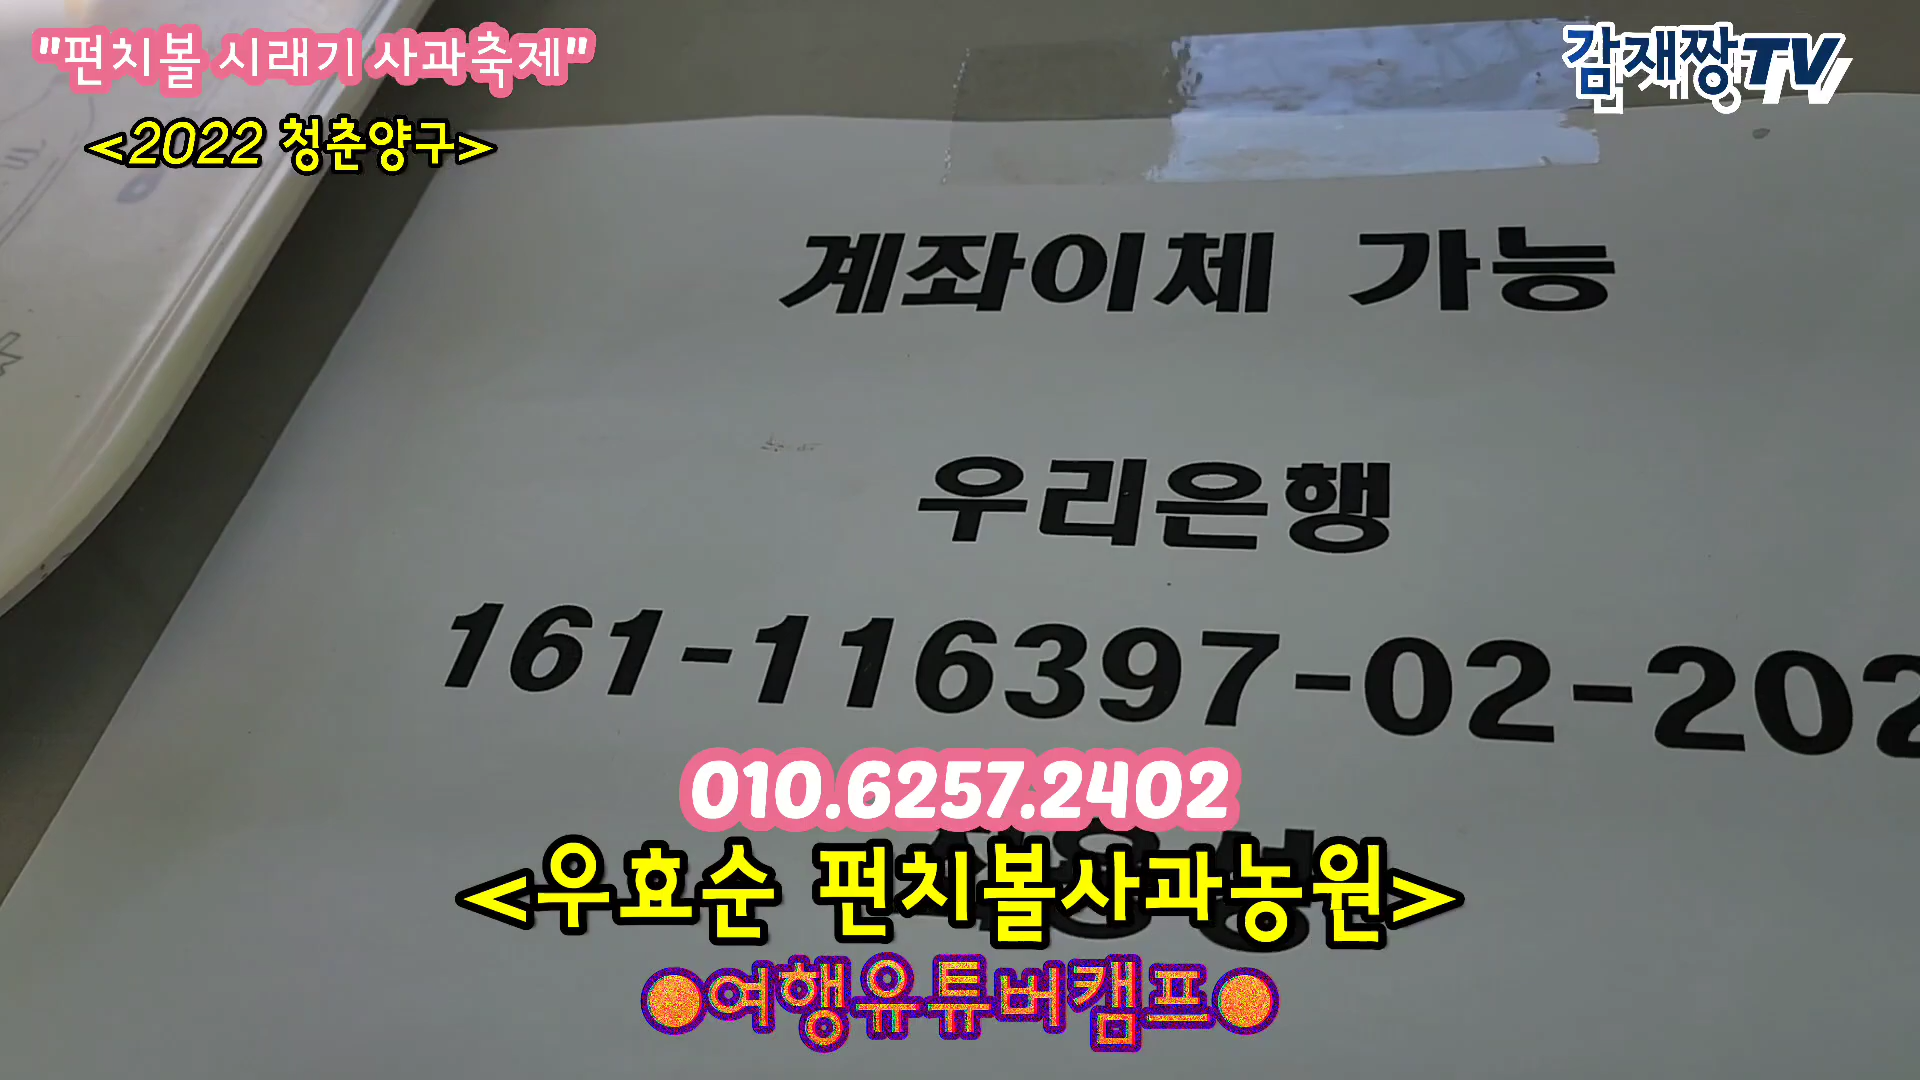 "펀치볼 시래기 사과축제"
감재짱TV
<2022 청춘양구>
계좌이체 가능
우리은행
161-116397-02-202
010.6257.2402
<우효순 펀치볼사과농원>
●여행유튜버캠프●